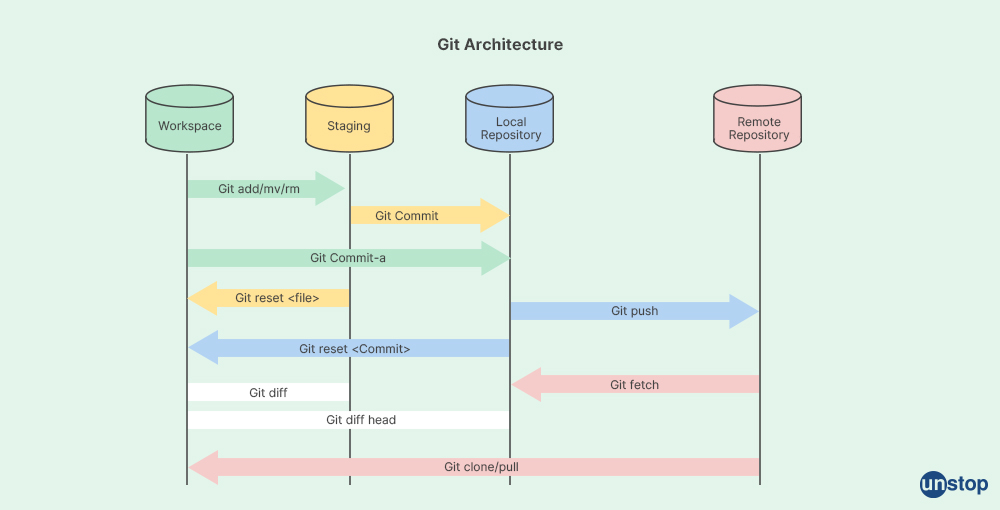 Git Architecture
Workspace
Staging
Local
Repository
Remote
Repository
Git add/mv/rm
Git Commit
Git Commit-a
Git reset <file>
Git push
Git reset <Commit>
Git fetch
Git diff
Git diff head
Git clone/pull
unstop